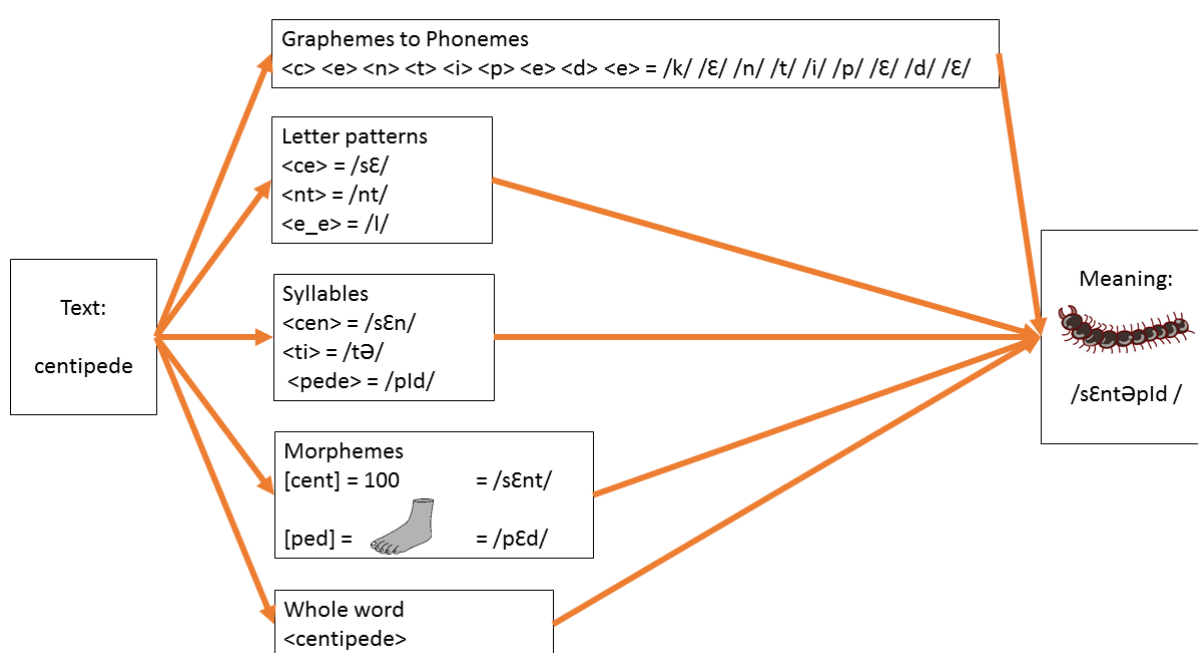 Graphemes to Phonemes
<c> <e> <n> <t> <i> <p> <e> <d> <e> = /k/ /Ɛ/ /n/ /t/ /i/ /p/ /Ɛ/ /d/ /Ɛ/
Letter patterns
<ce> = /sƐ/
<nt> = /nt/
<e_e> = /I/
Text:
centipede
Syllables
<cen> = /sƐn/
<ti> = /tƏ/
<pede> = /pId/
Morphemes
[cent] = 100 = /sƐnt/
[ped] = = /pƐd/
Whole word
<centipede>
Meaning:
/sƐntƏpId /